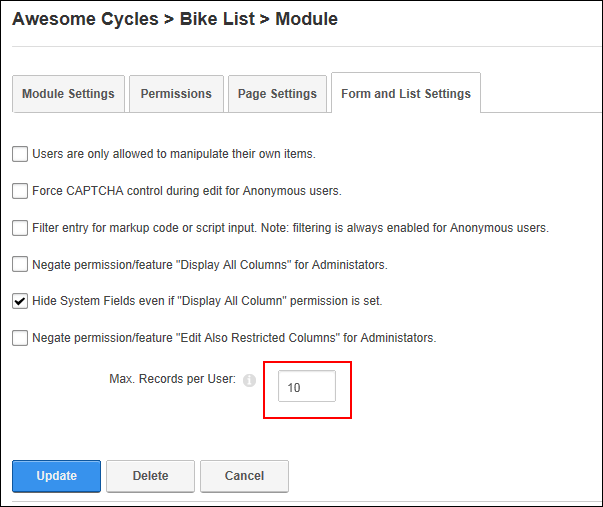 Awesome Cycles > Bike List > Module
Module Settings
Permissions
Page Settings
Form and List Settings
Users are only allowed to manipulate their own items.
Force CAPTCHA control during edit for Anonymous users.
Filter entry for markup code or script input. Note: filtering is always enabled for Anonymous users.
Negate permission/feature "Display All Columns" for Administators.
Hide System Fields even if "Display All Column" permission is set.
Negate permission/feature "Edit Also Restricted Columns" for Administators.
Max. Records per User: 10
Update
Delete
Cancel